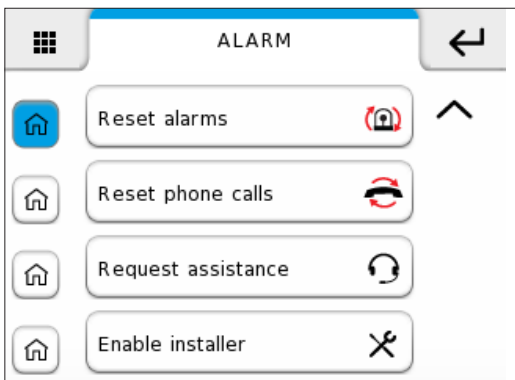 ALARM
Reset alarms
Reset phone calls
Request assistance
Enable installer